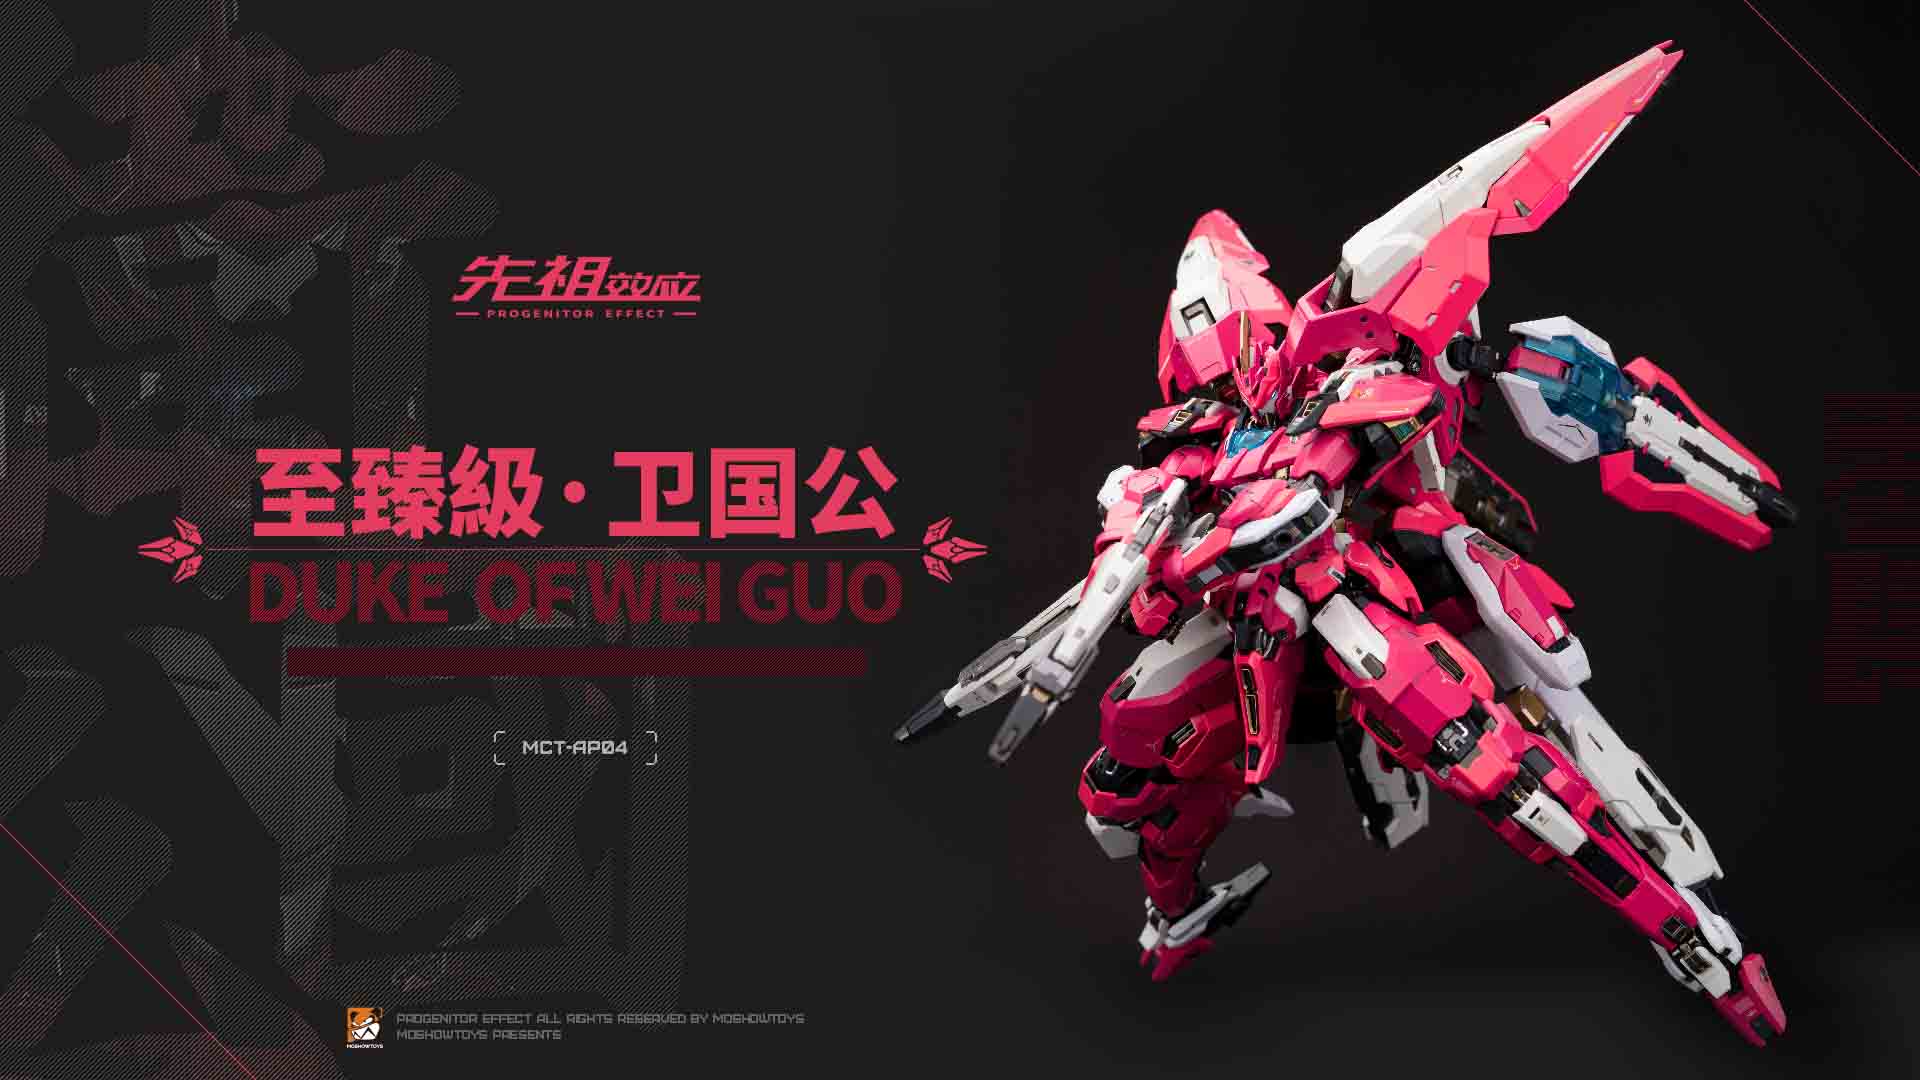 先祖效应
PROGENITOR EFFECT
至臻級·卫国公
DUKE OF WEI GUO
MCT-AP04
MOSHOWTOYS
PROGENITOR EFFECT ALL RIGHTS RESERVED BY MOSHOWTOYS
MOSHOWTOYS PRESENTS